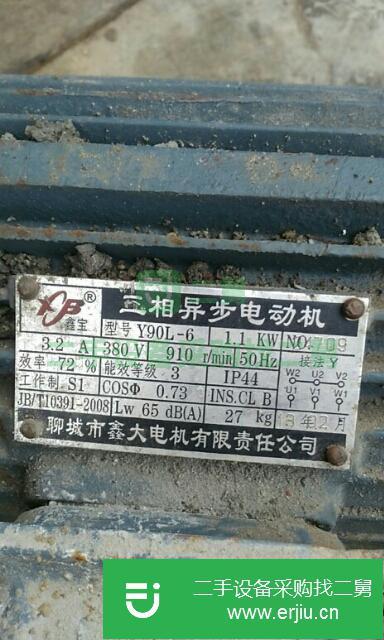 鑫宝®
三相异步电动机
型号 Y90L-6 1.1 KW NO 4709
3.2 A 380 V 910 r/min 50Hz 接法 Y
效率 72 % 能效等级 3 IP44 W2 U2 V2
工作制 S1 COSΦ 0.73 INS.CL B U1 V1 W1
JB/T10391-2008 Lw 65 dB(A) 27 kg 年 2 月
聊城市鑫大电机有限责任公司
二手设备采购找二舅
www.erjiu.cn